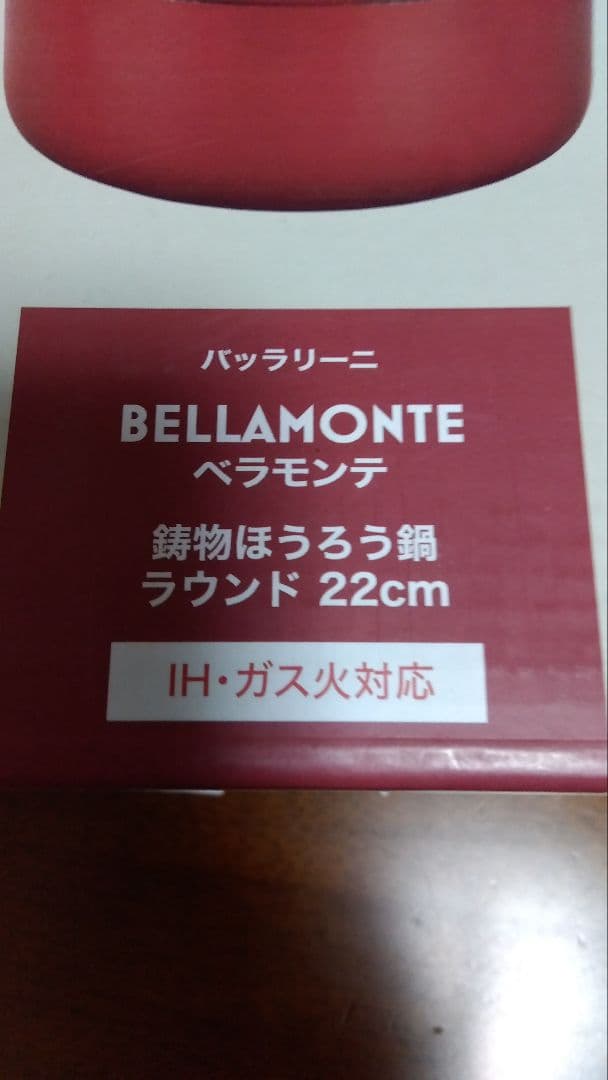 バッラリーニ
BELLAMONTE
ベラモンテ
鋳物ほうろう鍋
ラウンド 22cm
IH・ガス火対応